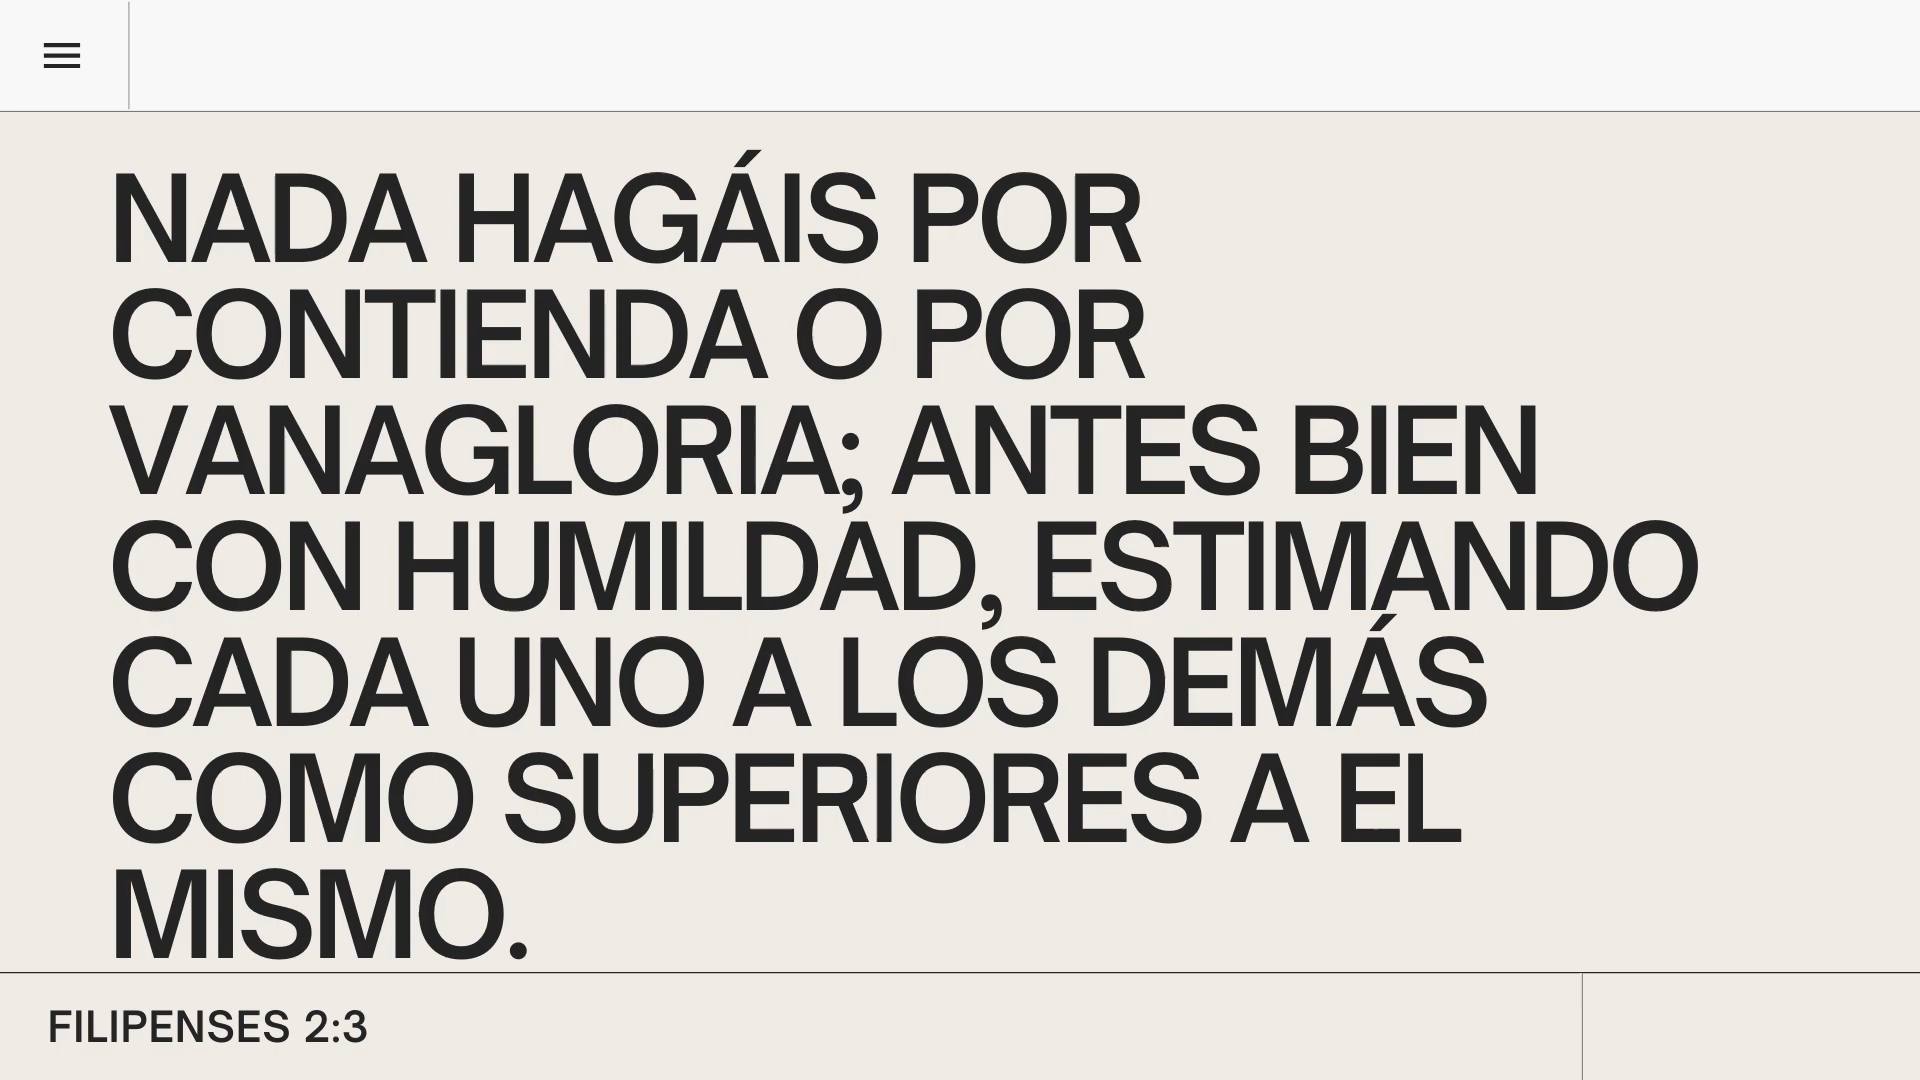 NADA HAGÁIS POR
CONTIENDA O POR
VANAGLORIA; ANTES BIEN
CON HUMILDAD, ESTIMANDO
CADA UNO A LOS DEMÁS
COMO SUPERIORES A EL
MISMO.
FILIPENSES 2:3